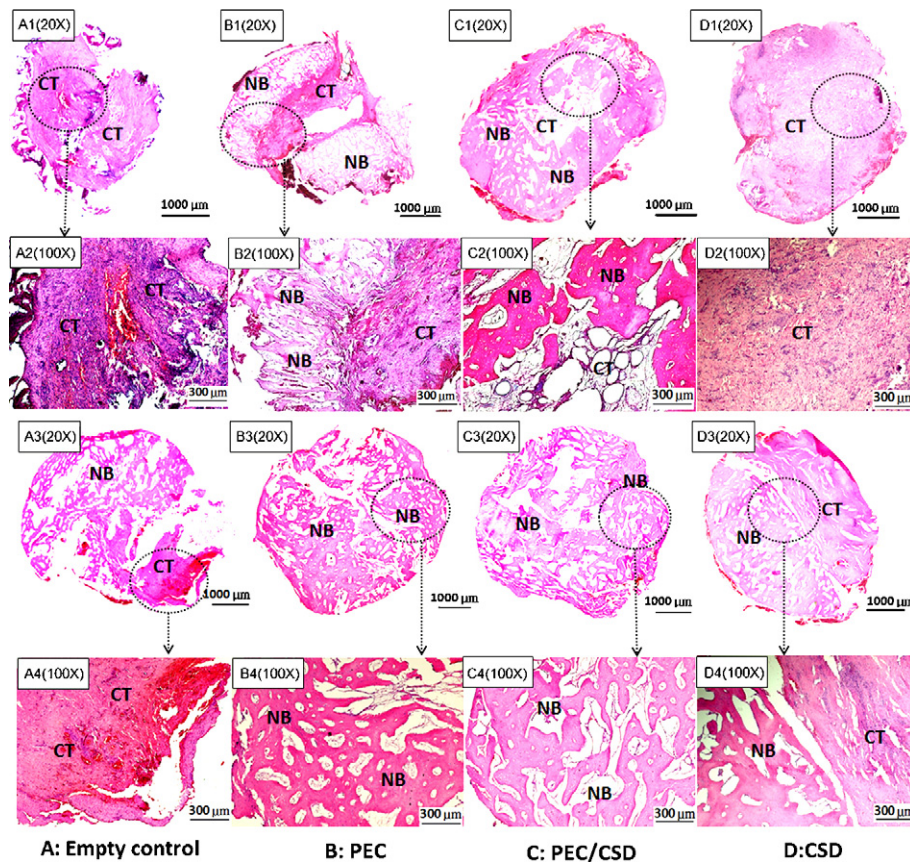 A1(20X) B1(20X) C1(20X) D1(20X)
CT NB CT
CT NB CT CT
NB NB
1000 μm 1000 μm 1000 μm 1000 μm
A2(100X) B2(100X) C2(100X) D2(100X)
CT NB NB NB
CT NB CT CT CT
300 μm 300 μm 300 μm 300 μm
A3(20X) B3(20X) C3(20X) D3(20X)
NB NB NB NB NB CT
CT NB
1000 μm 1000 μm 1000 μm 1000 μm
A4(100X) B4(100X) C4(100X) D4(100X)
CT NB NB CT
CT NB NB NB
300 μm 300 μm 300 μm 300 μm
A: Empty control B: PEC C: PEC/CSD D:CSD